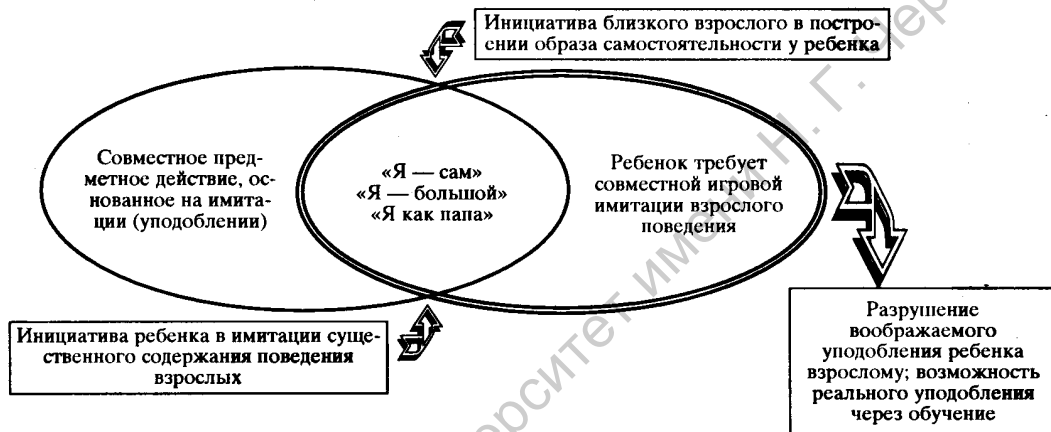 Инициатива близкого взрослого в постро-
ении образа самостоятельности у ребенка
Совместное пред-
метное действие, ос-
нованное на имита-
ции (уподоблении)
«Я — сам»
«Я — большой»
«Я как папа»
Ребенок требует
совместной игровой
имитации взрослого
поведения
Инициатива ребенка в имитации суще-
ственного содержания поведения
взрослых
Разрушение
воображаемого
уподобления ребенка
взрослому; возможность
реального уподобления
через обучение
имени Н. Г.